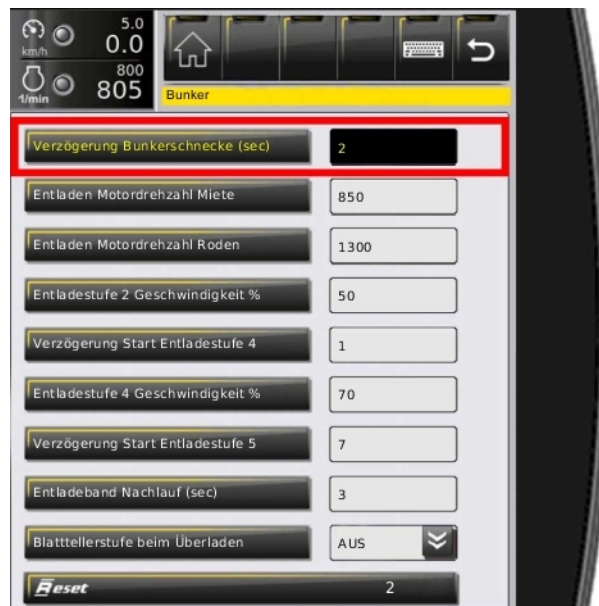 km/h
5.0
0.0
1/min
800
805
Bunker
Verzögerung Bunkerschnecke (sec)
2
Entladen Motordrehzahl Miete
850
Entladen Motordrehzahl Roden
1300
Entladestufe 2 Geschwindigkeit %
50
Verzögerung Start Entladestufe 4
1
Entladestufe 4 Geschwindigkeit %
70
Verzögerung Start Entladestufe 5
7
Entladeband Nachlauf (sec)
3
Blatttellerstufe beim Überladen
AUS
Reset
2